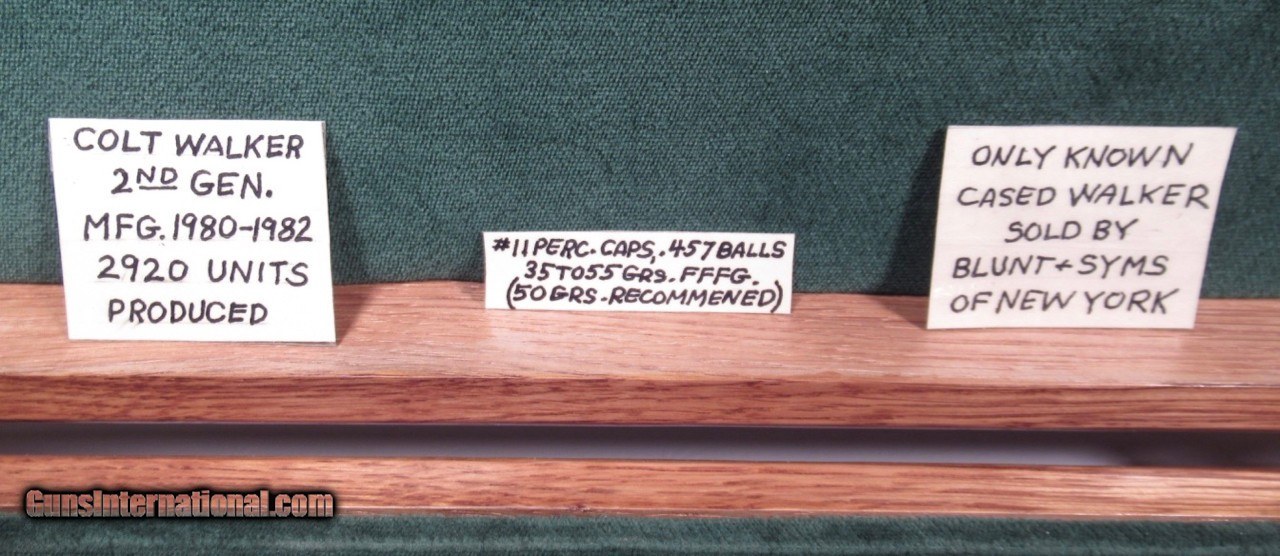 COLT WALKER
2ND GEN.
MFG. 1980-1982
2920 UNITS
PRODUCED
#11 PERC. CAPS, .457 BALLS
35 TO 55 GRS. FFFG.
(50 GRS. RECOMMENED)
ONLY KNOWN
CASED WALKER
SOLD BY
BLUNT + SYMS
OF NEW YORK
GunsInternational.com